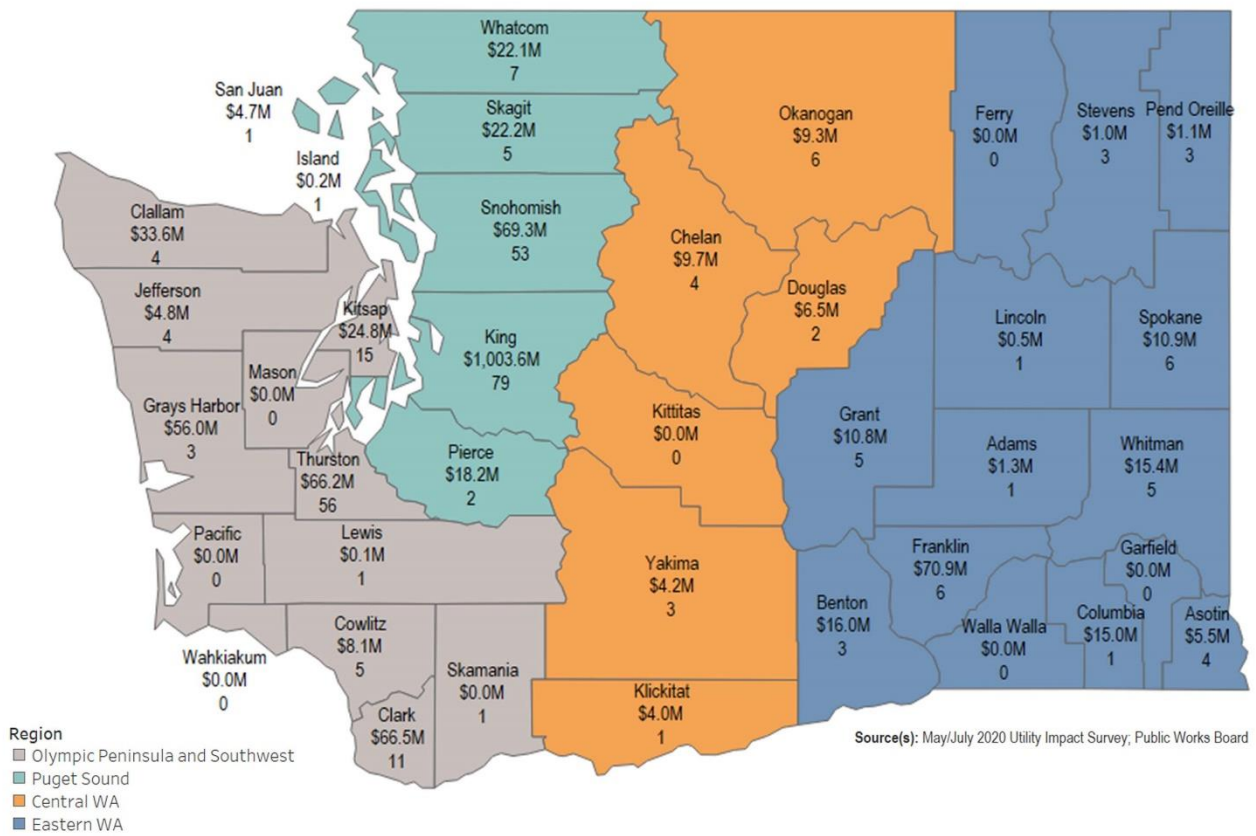 Whatcom
$22.1M
7
San Juan
$4.7M
1
Skagit
$22.2M
5
Island
$0.2M
1
Snohomish
$69.3M
53
King
$1,003.6M
79
Pierce
$18.2M
2
Clallam
$33.6M
4
Jefferson
$4.8M
4
Kitsap
$24.8M
15
Mason
$0.0M
0
Grays Harbor
$56.0M
3
Thurston
$66.2M
56
Pacific
$0.0M
0
Lewis
$0.1M
1
Wahkiakum
$0.0M
0
Cowlitz
$8.1M
5
Skamania
$0.0M
1
Clark
$66.5M
11
Okanogan
$9.3M
6
Chelan
$9.7M
4
Douglas
$6.5M
2
Kittitas
$0.0M
0
Yakima
$4.2M
3
Klickitat
$4.0M
1
Ferry
$0.0M
0
Stevens
$1.0M
3
Pend Oreille
$1.1M
3
Lincoln
$0.5M
1
Spokane
$10.9M
6
Grant
$10.8M
5
Adams
$1.3M
1
Whitman
$15.4M
5
Franklin
$70.9M
6
Garfield
$0.0M
0
Benton
$16.0M
3
Walla Walla
$0.0M
0
Columbia
$15.0M
1
Asotin
$5.5M
4
Region
Olympic Peninsula and Southwest
Puget Sound
Central WA
Eastern WA
Source(s): May/July 2020 Utility Impact Survey; Public Works Board